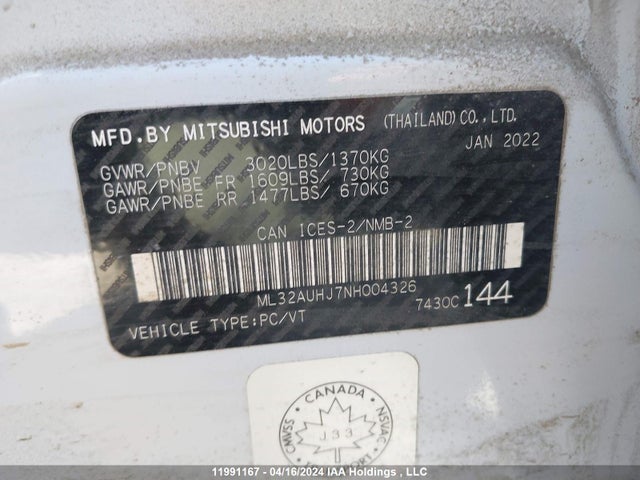 MFD.BY MITSUBISHI MOTORS (THAILAND) CO.,LTD.
JAN 2022
GVWR/PNBV 3020LBS/1370KG
GAWR/PNBE FR 1609LBS/ 730KG
GAWR/PNBE RR 1477LBS/ 670KG
CAN ICES-2/NMB-2
ML32AUHJ7NH004326
7430C 144
VEHICLE TYPE:PC/VT
CANADA
CMVSS
NSVAC
J33
11991167 - 04/16/2024 IAA Holdings , LLC